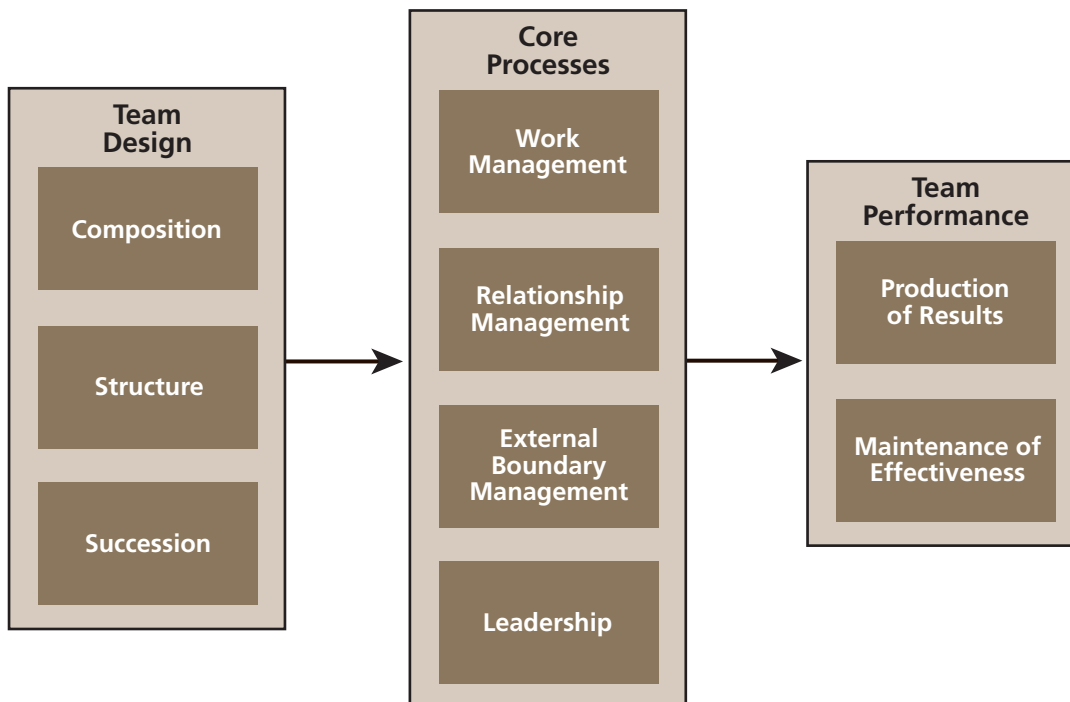 Team
Design
Composition
Structure
Succession
Core
Processes
Work
Management
Relationship
Management
External
Boundary
Management
Leadership
Team
Performance
Production
of Results
Maintenance of
Effectiveness